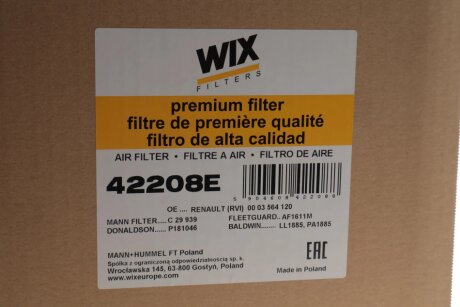 WIX
FILTERS
premium filter
filtre de première qualité
filtro de alta calidad
AIR FILTER • FILTRE A AIR • FILTRO DE AIRE
42208E
5 904608 422080
OE .... RENAULT (RVI) 00 03 564 120
MANN FILTER....C 29 939 FLEETGUARD..AF1611M
DONALDSON......P181046 BALDWIN........LL1885, PA1885
MANN+HUMMEL FT Poland
Spółka z ograniczoną odpowiedzialnością sp. k.
Wrocławska 145, 63-800 Gostyń, Poland
www.wixeurope.com
EAC
Made in Poland